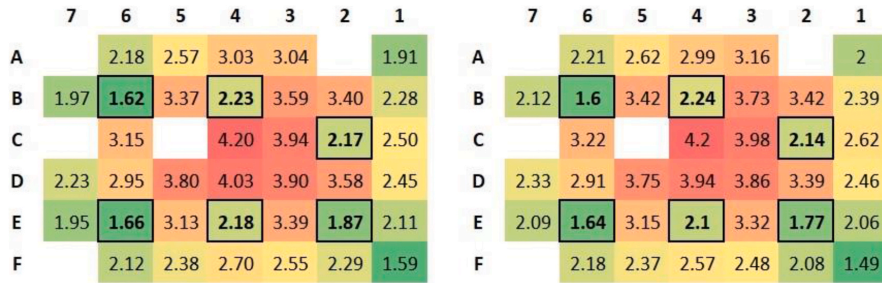 7 6 5 4 3 2 1
A 2.18 2.57 3.03 3.04 1.91
B 1.97 1.62 3.37 2.23 3.59 3.40 2.28
C 3.15 4.20 3.94 2.17 2.50
D 2.23 2.95 3.80 4.03 3.90 3.58 2.45
E 1.95 1.66 3.13 2.18 3.39 1.87 2.11
F 2.12 2.38 2.70 2.55 2.29 1.59
7 6 5 4 3 2 1
A 2.21 2.62 2.99 3.16 2
B 2.12 1.6 3.42 2.24 3.73 3.42 2.39
C 3.22 4.2 3.98 2.14 2.62
D 2.33 2.91 3.75 3.94 3.86 3.39 2.46
E 2.09 1.64 3.15 2.1 3.32 1.77 2.06
F 2.18 2.37 2.57 2.48 2.08 1.49